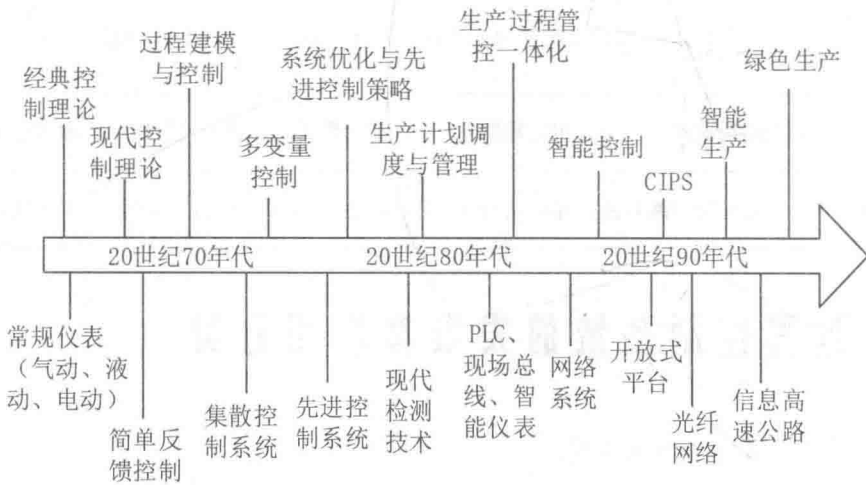 经典控
制理论
现代控
制理论
过程建模
与控制
多变量
控制
系统优化与先
进控制策略
生产计划调
度与管理
生产过程管
控一体化
智能控制
CIPS
智能
生产
绿色生产
20世纪70年代
20世纪80年代
20世纪90年代
常规仪表
（气动、液
动、电动）
简单反
馈控制
集散控
制系统
先进控
制系统
现代
检测
技术
PLC、
现场总
线、智
能仪表
网络
系统
开放式
平台
光纤
网络
信息高
速公路